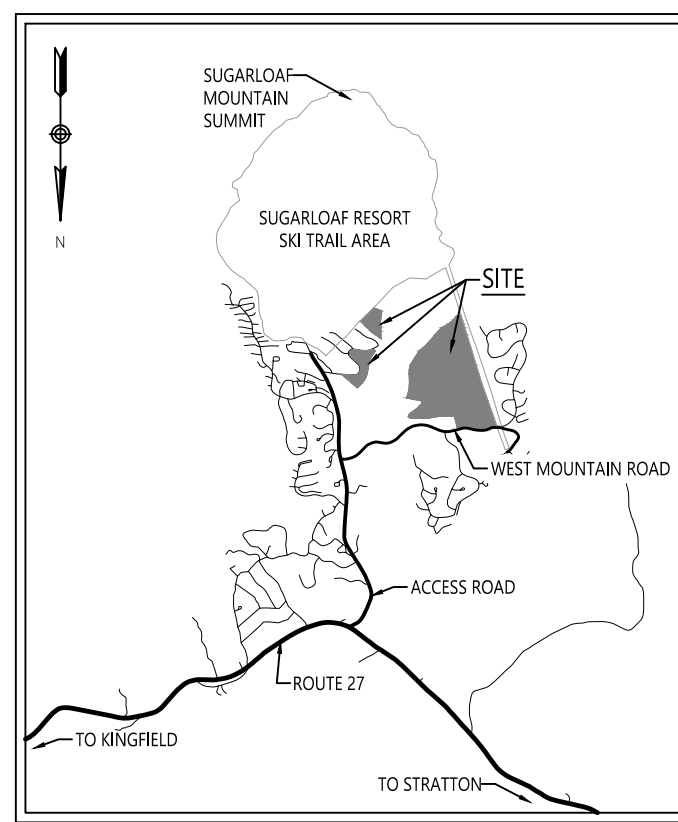 SUGARLOAF
MOUNTAIN
SUMMIT
N
SUGARLOAF RESORT
SKI TRAIL AREA
SITE
WEST MOUNTAIN ROAD
ACCESS ROAD
ROUTE 27
TO KINGFIELD
TO STRATTON